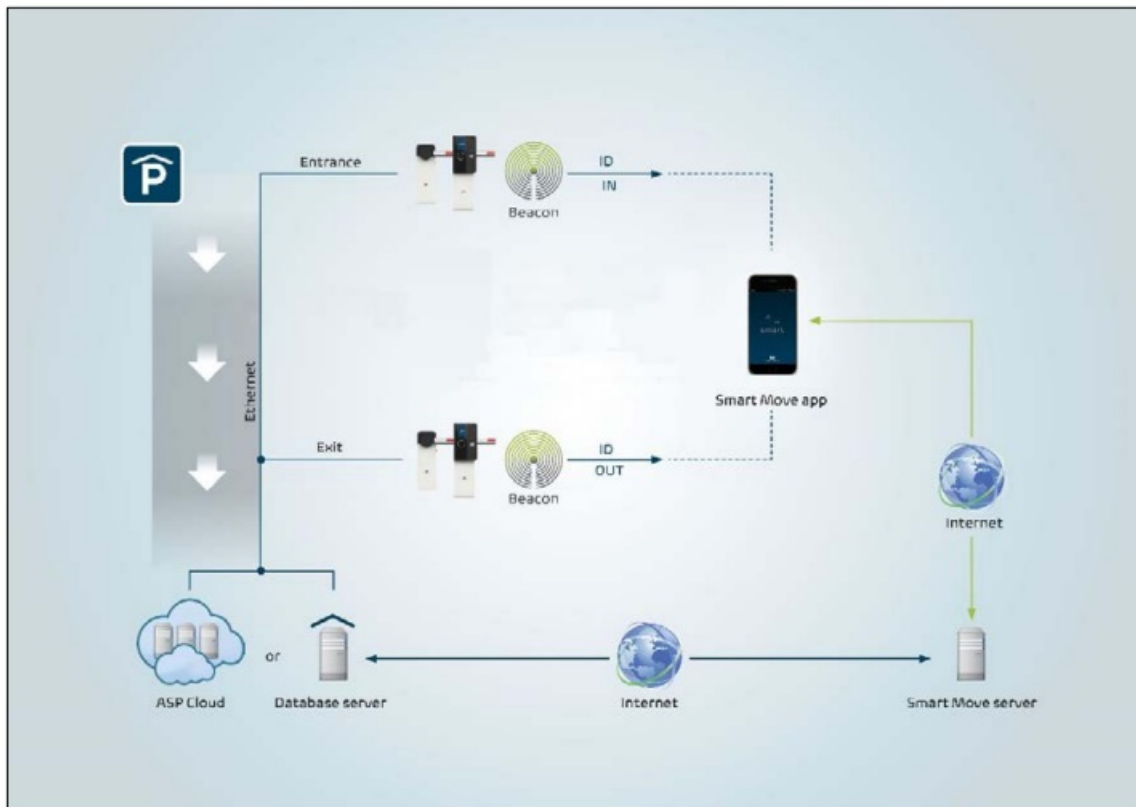 P
Entrance
Beacon
ID
IN
Ethernet
smart
Smart Move app
Exit
Beacon
ID
OUT
Internet
ASP Cloud
or
Database server
Internet
Smart Move server